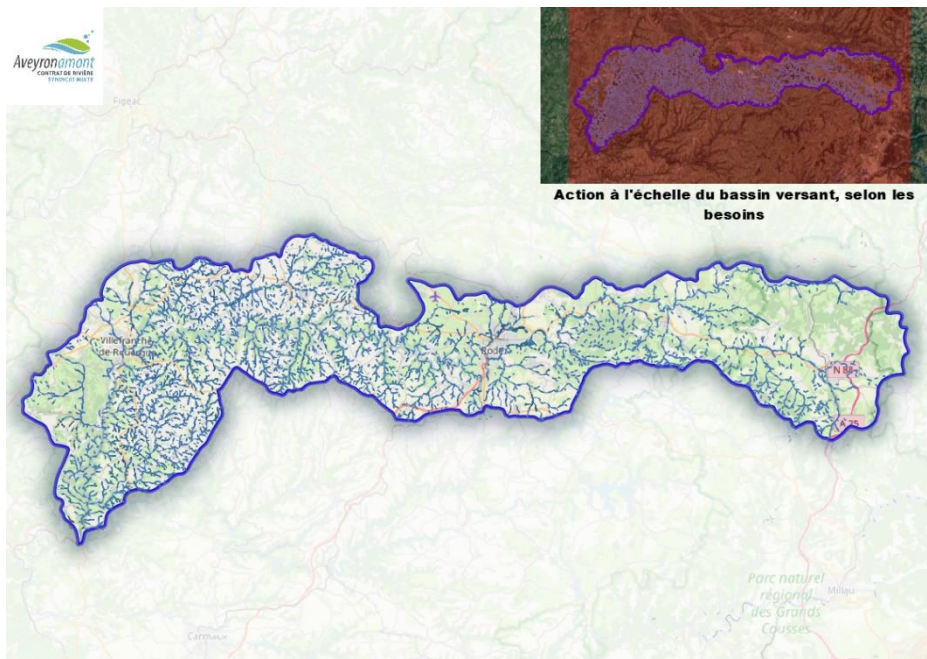 Aveyronamont
CONTRAT DE RIVIÈRE
SYNDICAT MIXTE
Figeac
Action à l'échelle du bassin versant, selon les
besoins
Villefranche
de-Rouergue
Rodez
N 88
A 75
Parc naturel
régional
des Grands
Causses
Millau
Carmaux